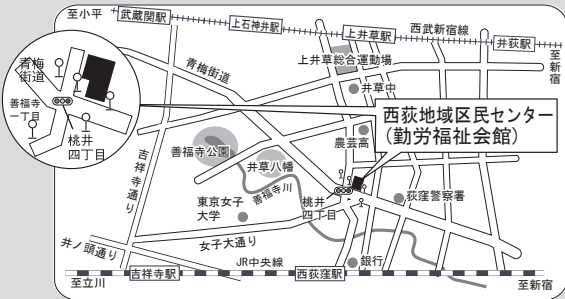 至小平
武蔵関駅
上石神井駅
上井草駅
西武新宿線
井荻駅
至新宿
青梅
街道
善福寺
一丁目
桃井
四丁目
青梅街道
上井草総合運動場
井草中
西荻地域区民センター
(勤労福祉会館)
農芸高
善福寺公園
井草八幡
吉祥寺通り
善福寺川
東京女子
大学
桃井
四丁目
荻窪警察署
女子大通り
井ノ頭通り
銀行
JR中央線
吉祥寺駅
西荻窪駅
至立川
至新宿